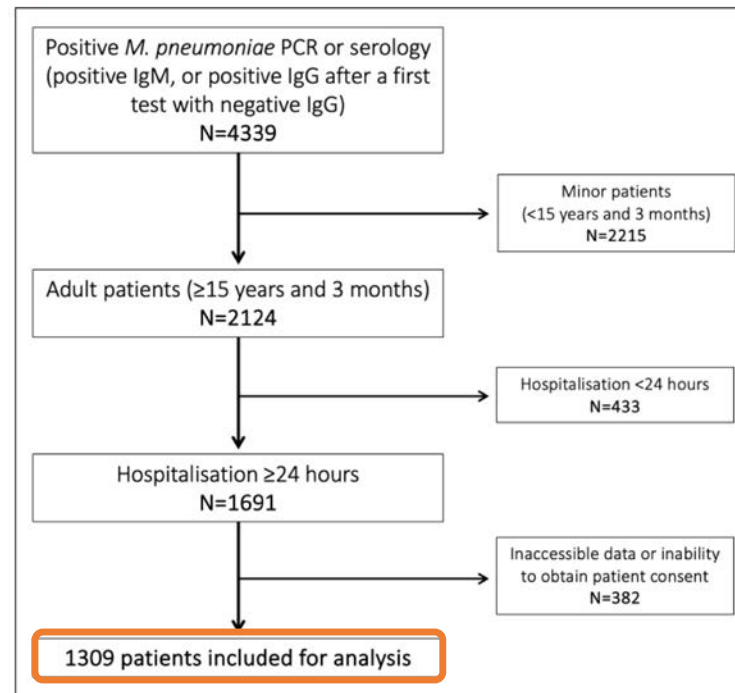 Positive M. pneumoniae PCR or serology
(positive IgM, or positive IgG after a first
test with negative IgG)
N=4339
Minor patients
(<15 years and 3 months)
N=2215
Adult patients (≥15 years and 3 months)
N=2124
Hospitalisation <24 hours
N=433
Hospitalisation ≥24 hours
N=1691
Inaccessible data or inability
to obtain patient consent
N=382
1309 patients included for analysis